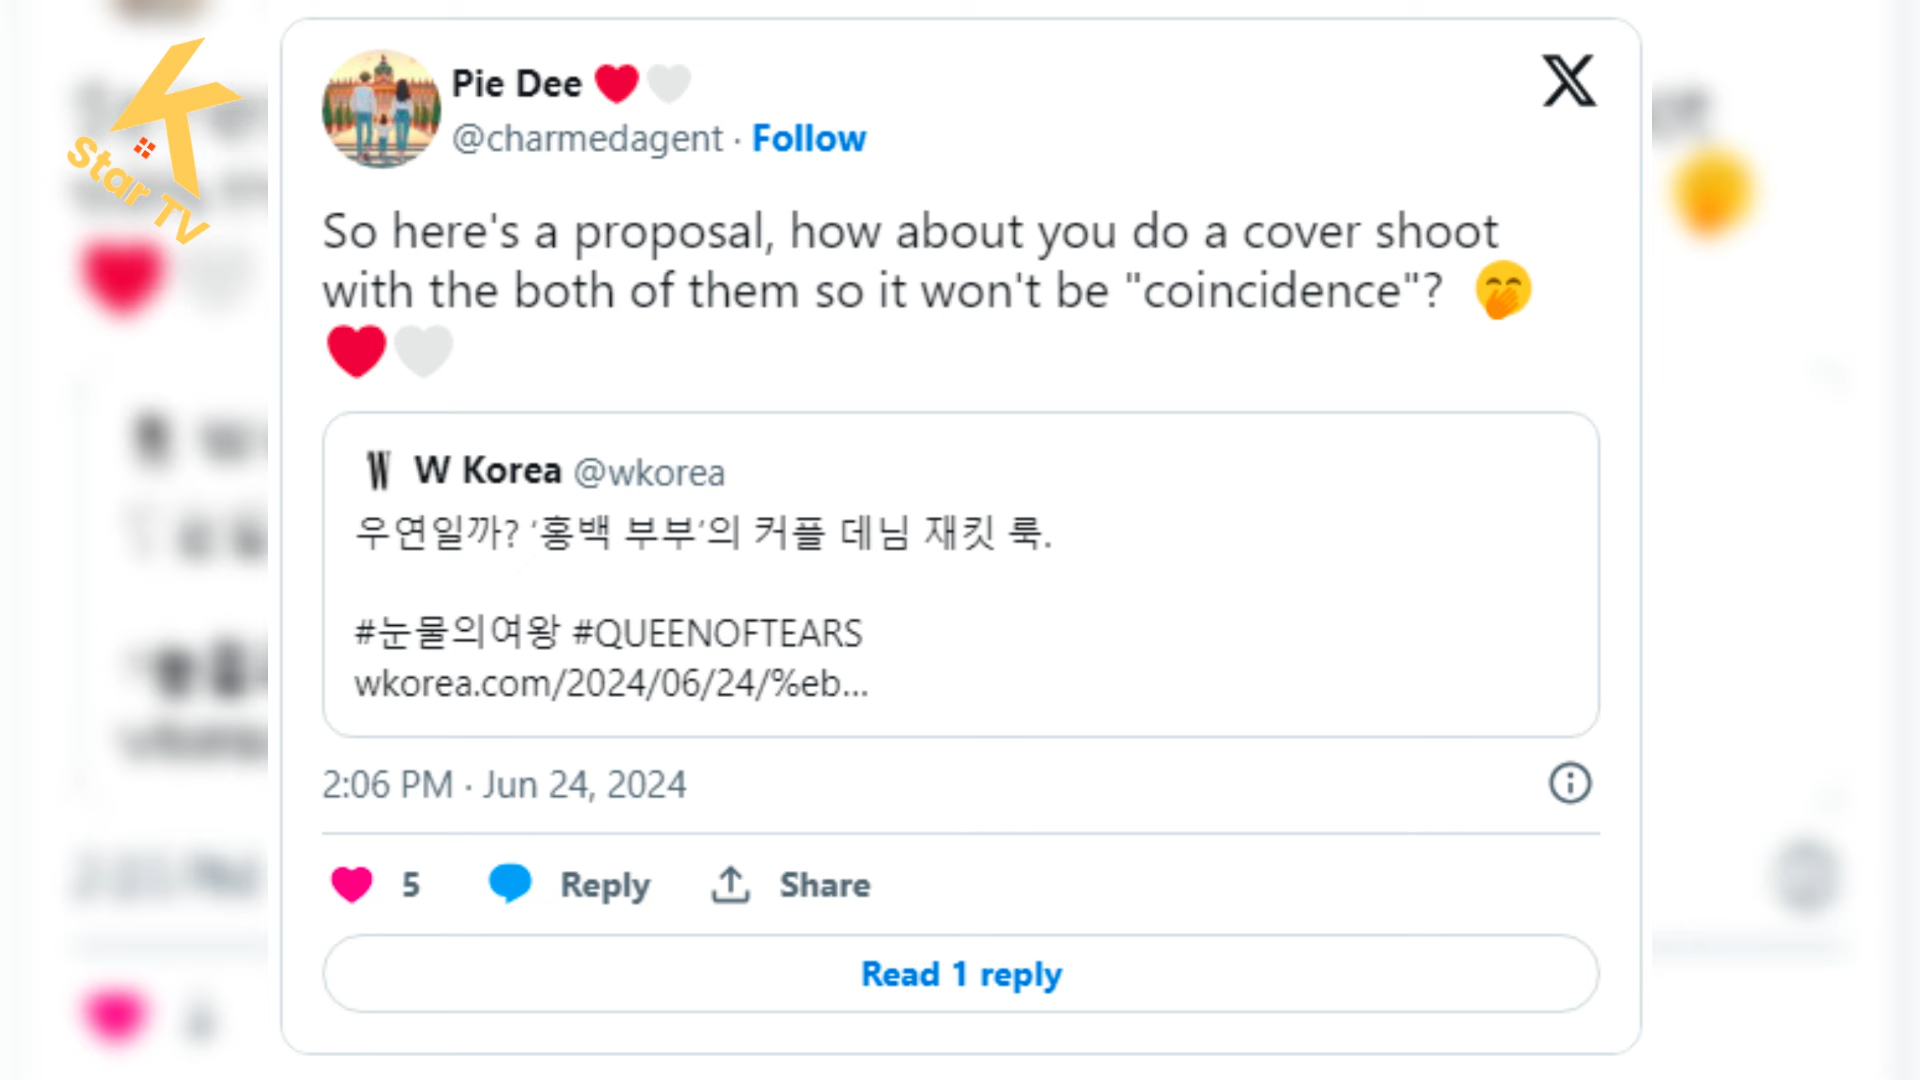 K
Star TV
Pie Dee ❤️🤍
@charmedagent · Follow
So here's a proposal, how about you do a cover shoot
with the both of them so it won't be "coincidence"? 🤭
❤️🤍
W Korea @wkorea
우연일까? ‘홍백 부부’의 커플 데님 재킷 룩.
#눈물의여왕 #QUEENOFTEARS
wkorea.com/2024/06/24/%eb...
2:06 PM · Jun 24, 2024
5 Reply Share
Read 1 reply